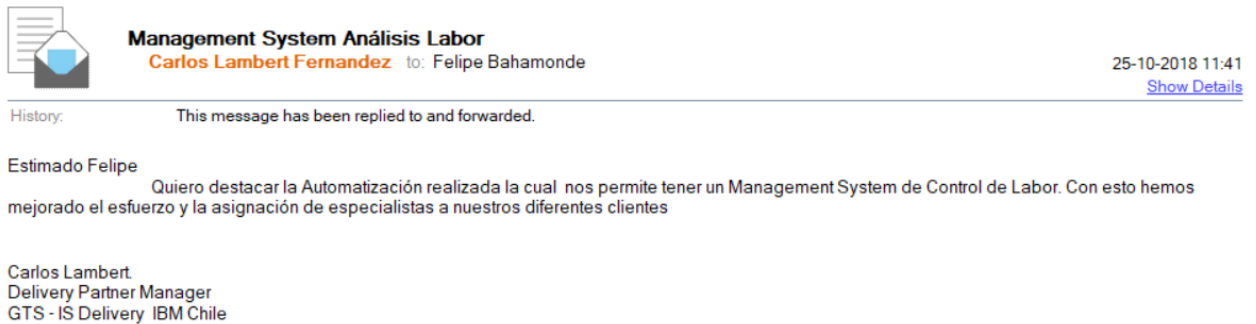 Management System Análisis Labor
Carlos Lambert Fernandez to: Felipe Bahamonde
25-10-2018 11:41
Show Details
History: This message has been replied to and forwarded.
Estimado Felipe
Quiero destacar la Automatización realizada la cual nos permite tener un Management System de Control de Labor. Con esto hemos
mejorado el esfuerzo y la asignación de especialistas a nuestros diferentes clientes
Carlos Lambert.
Delivery Partner Manager
GTS - IS Delivery IBM Chile